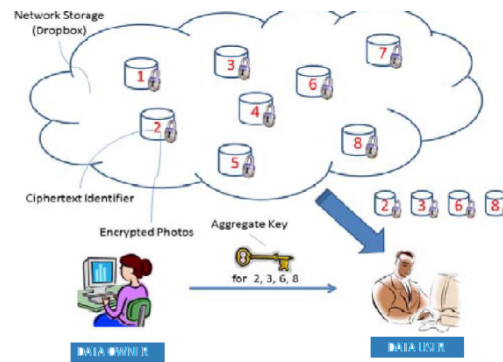 Network Storage
(Dropbox)
1
3
7
6
2
4
5
8
Ciphertext Identifier
Encrypted Photos
2 3 6 8
Aggregate Key
for 2, 3, 6, 8
DATA OWNER
DATA USER